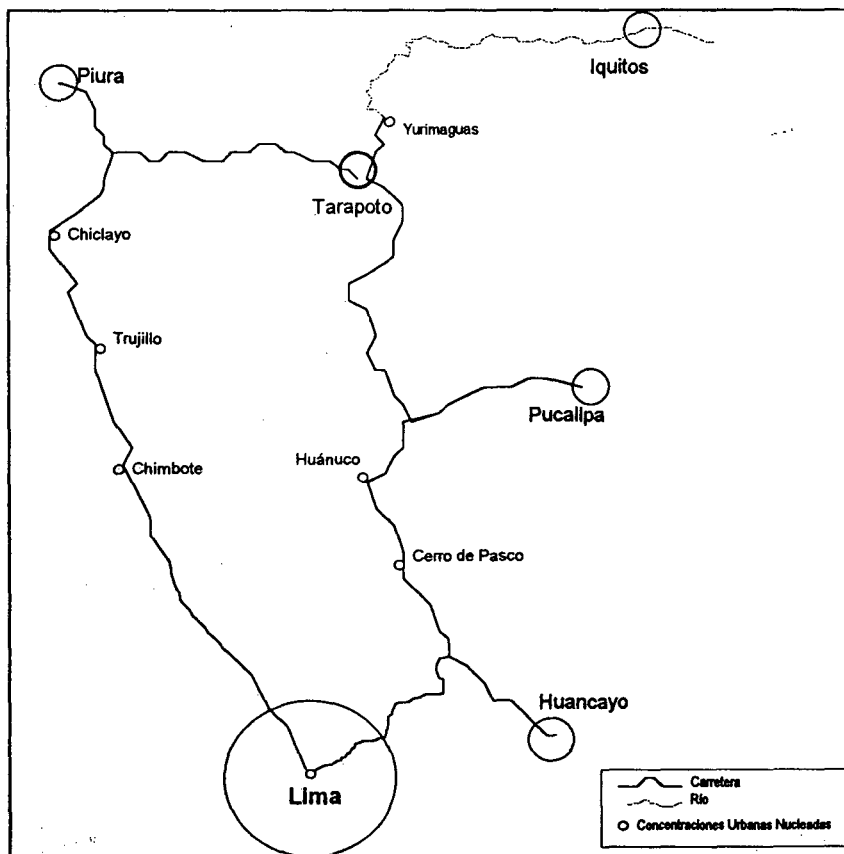 Piura
Iquitos
Yurimaguas
Tarapoto
Chiclayo
Trujillo
Pucallpa
Huánuco
Chimbote
Cerro de Pasco
Huancayo
Lima
Carretera
Río
Concentraciones Urbanas Nucleadas